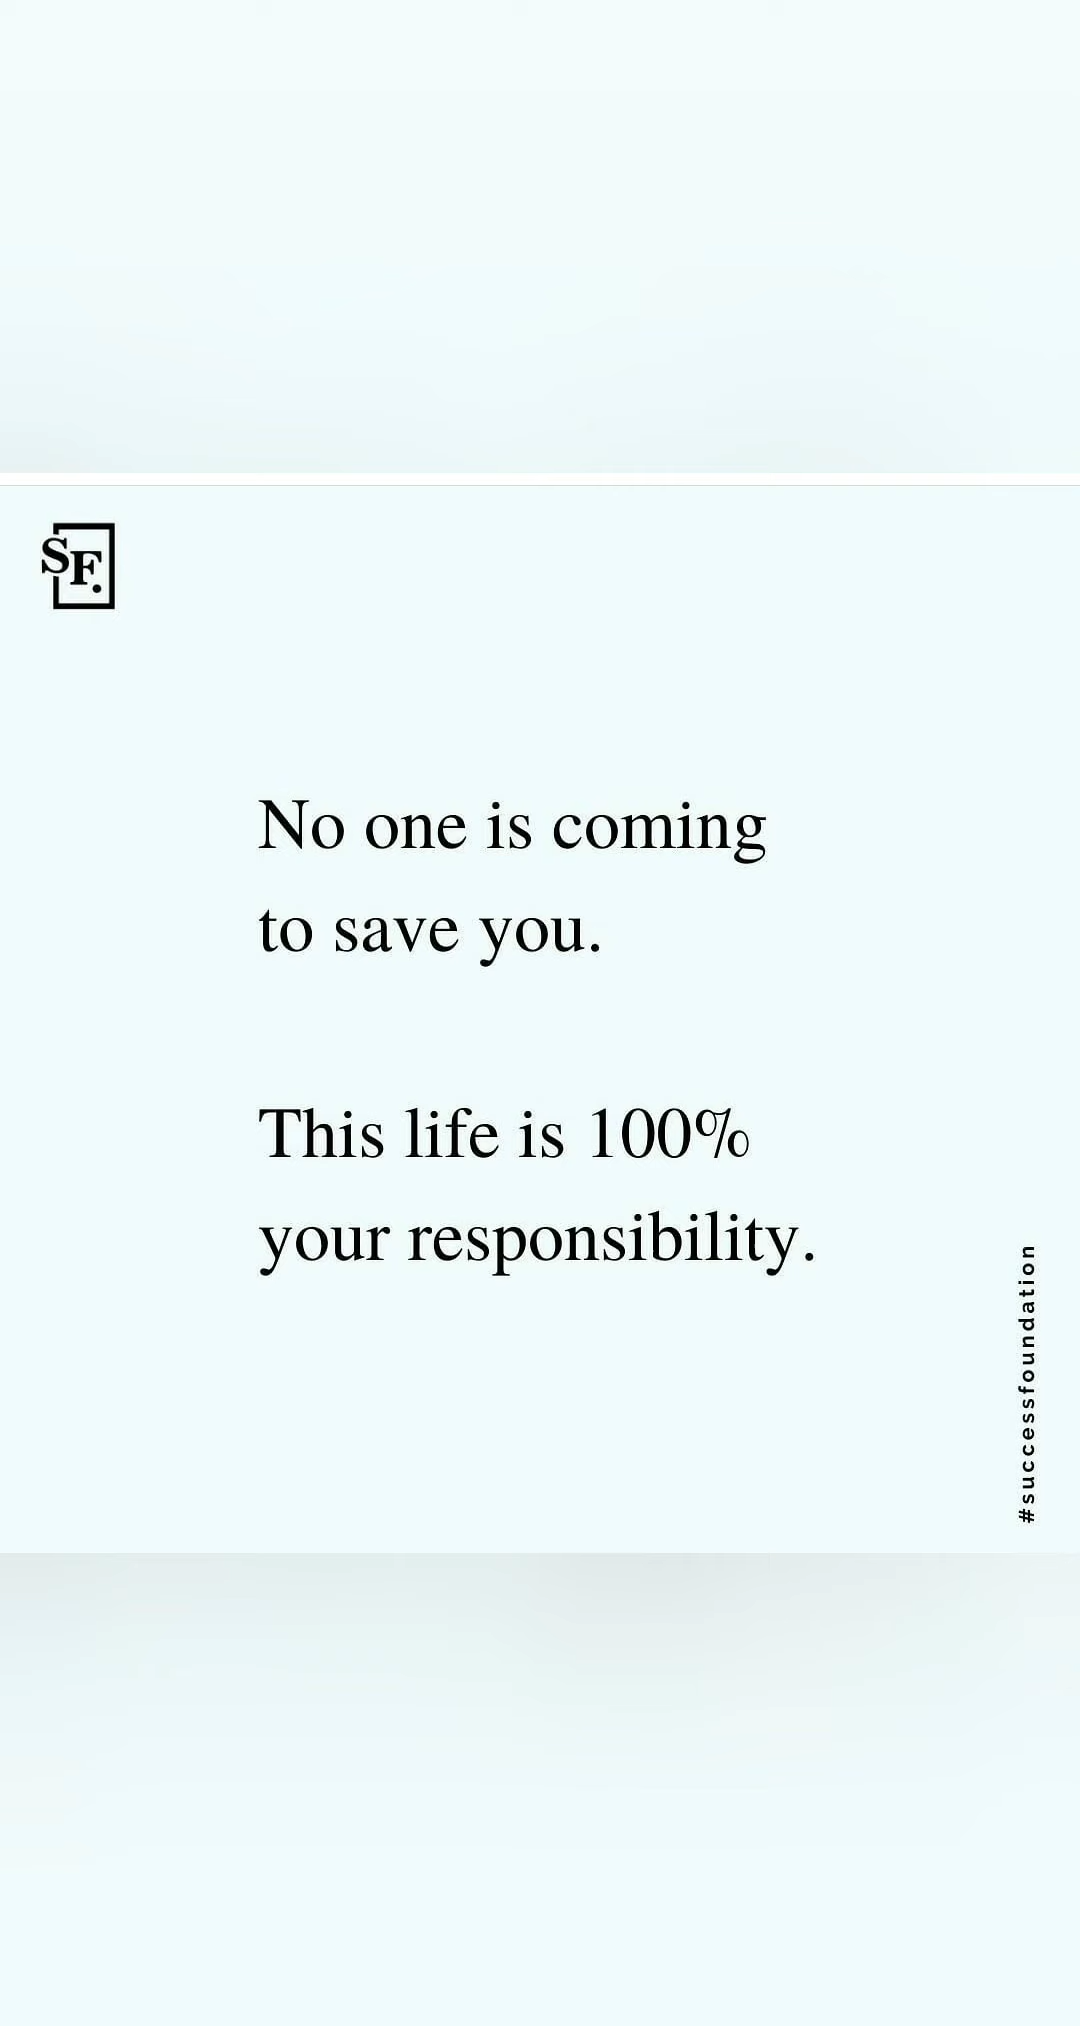 SF.
No one is coming
to save you.
This life is 100%
your responsibility.
#successfoundation